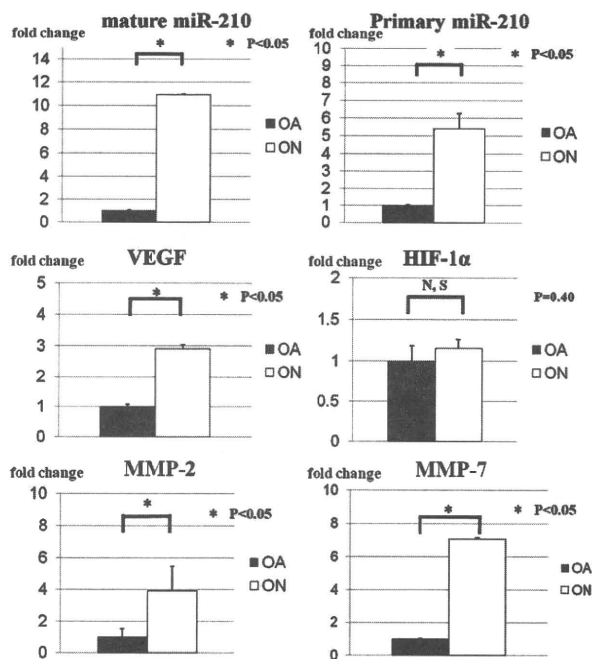 mature miR-210
fold change
* * P<0.05
14
12
10
8
6
4
2
0
OA
ON
Primary miR-210
fold change
* * P<0.05
10
9
8
7
6
5
4
3
2
1
0
OA
ON
VEGF
fold change
* * P<0.05
5
4
3
2
1
0
OA
ON
HIF-1α
fold change
N, S
P=0.40
2
1.5
1
0.5
0
OA
ON
MMP-2
fold change
* * P<0.05
10
8
6
4
2
0
OA
ON
MMP-7
fold change
* * P<0.05
10
8
6
4
2
0
OA
ON